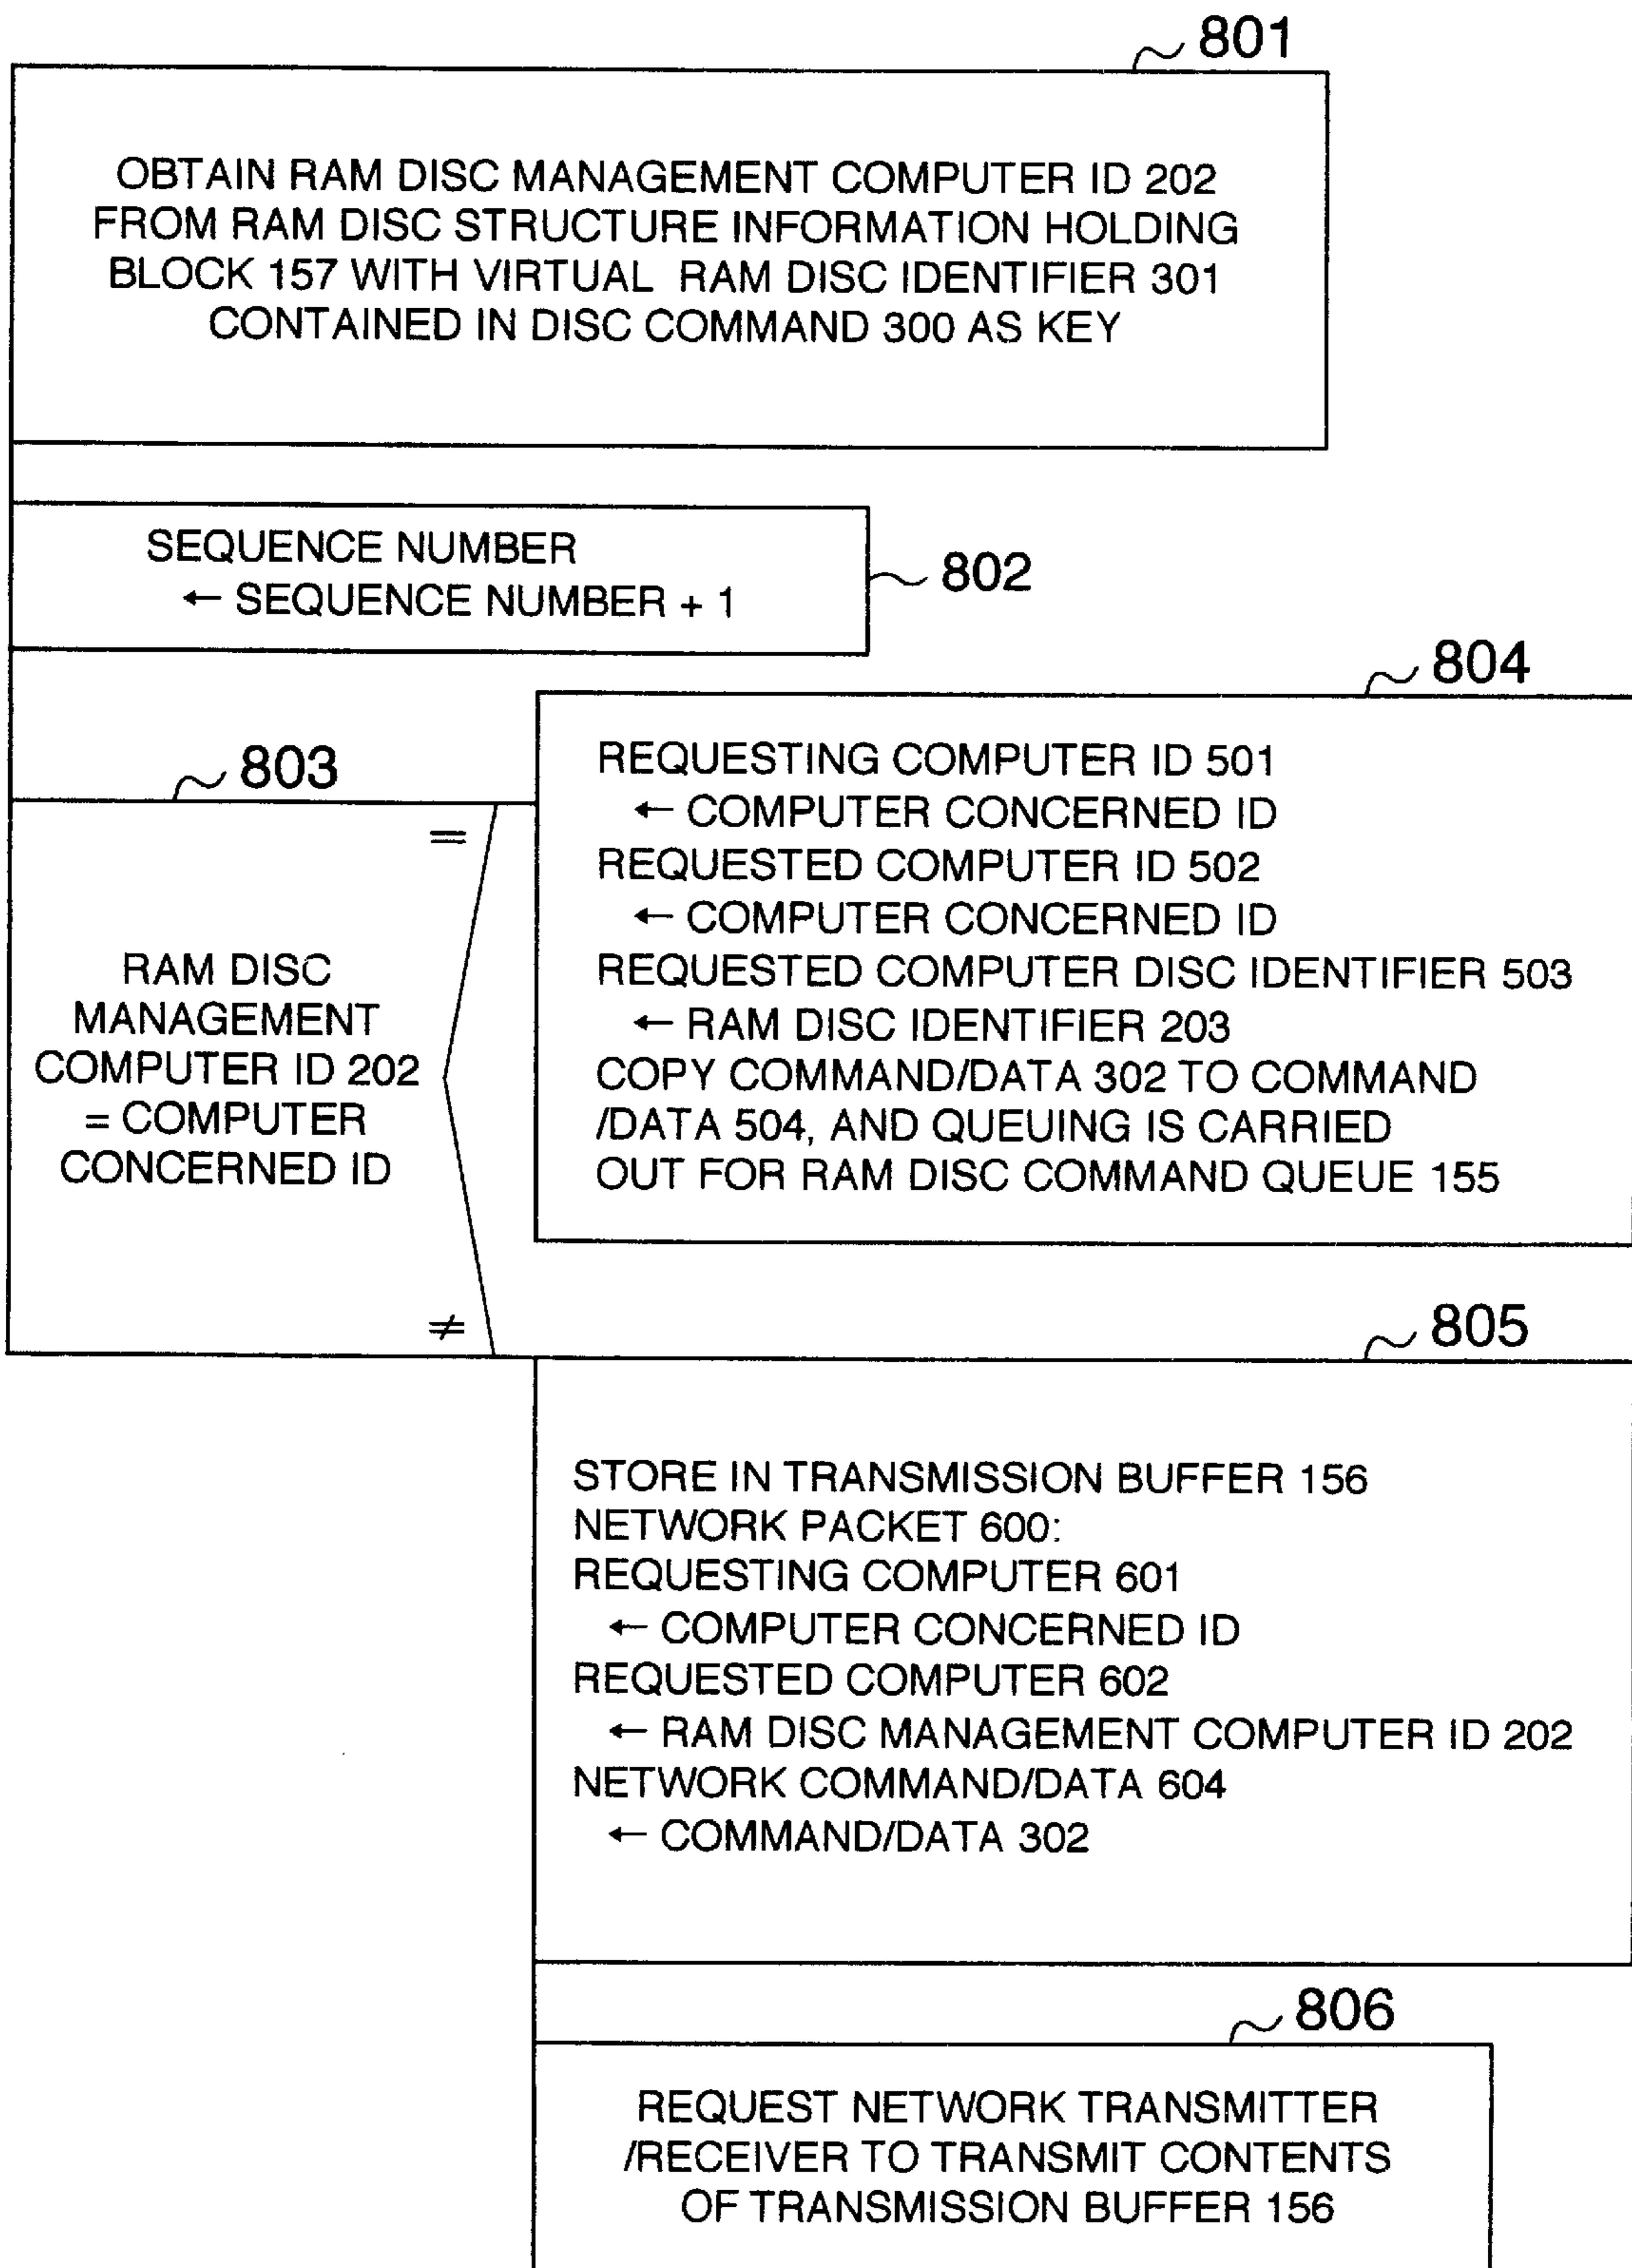 801
OBTAIN RAM DISC MANAGEMENT COMPUTER ID 202
FROM RAM DISC STRUCTURE INFORMATION HOLDING
BLOCK 157 WITH VIRTUAL RAM DISC IDENTIFIER 301
CONTAINED IN DISC COMMAND 300 AS KEY
SEQUENCE NUMBER
← SEQUENCE NUMBER + 1
802
803
=
RAM DISC
MANAGEMENT
COMPUTER ID 202
= COMPUTER
CONCERNED ID
≠
804
REQUESTING COMPUTER ID 501
← COMPUTER CONCERNED ID
REQUESTED COMPUTER ID 502
← COMPUTER CONCERNED ID
REQUESTED COMPUTER DISC IDENTIFIER 503
← RAM DISC IDENTIFIER 203
COPY COMMAND/DATA 302 TO COMMAND
/DATA 504, AND QUEUING IS CARRIED
OUT FOR RAM DISC COMMAND QUEUE 155
805
STORE IN TRANSMISSION BUFFER 156
NETWORK PACKET 600:
REQUESTING COMPUTER 601
← COMPUTER CONCERNED ID
REQUESTED COMPUTER 602
← RAM DISC MANAGEMENT COMPUTER ID 202
NETWORK COMMAND/DATA 604
← COMMAND/DATA 302
806
REQUEST NETWORK TRANSMITTER
/RECEIVER TO TRANSMIT CONTENTS
OF TRANSMISSION BUFFER 156